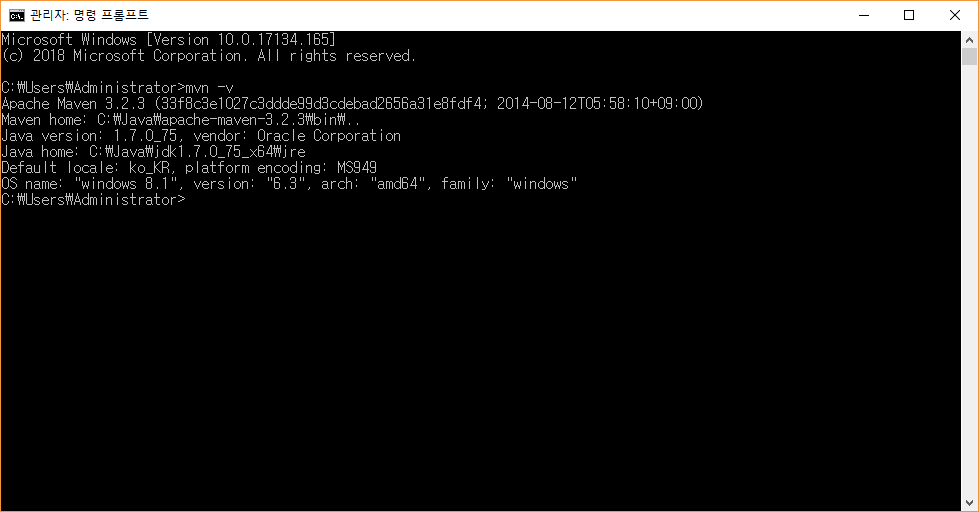 관리자: 명령 프롬프트
Microsoft Windows [Version 10.0.17134.165]
(c) 2018 Microsoft Corporation. All rights reserved.
C:₩Users₩Administrator>mvn -v
Apache Maven 3.2.3 (33f8c3e1027c3ddde99d3cdebad2656a31e8fdf4; 2014-08-12T05:58:10+09:00)
Maven home: C:₩Java₩apache-maven-3.2.3₩bin₩..
Java version: 1.7.0_75, vendor: Oracle Corporation
Java home: C:₩Java₩jdk1.7.0_75_x64₩jre
Default locale: ko_KR, platform encoding: MS949
OS name: "windows 8.1", version: "6.3", arch: "amd64", family: "windows"
C:₩Users₩Administrator>